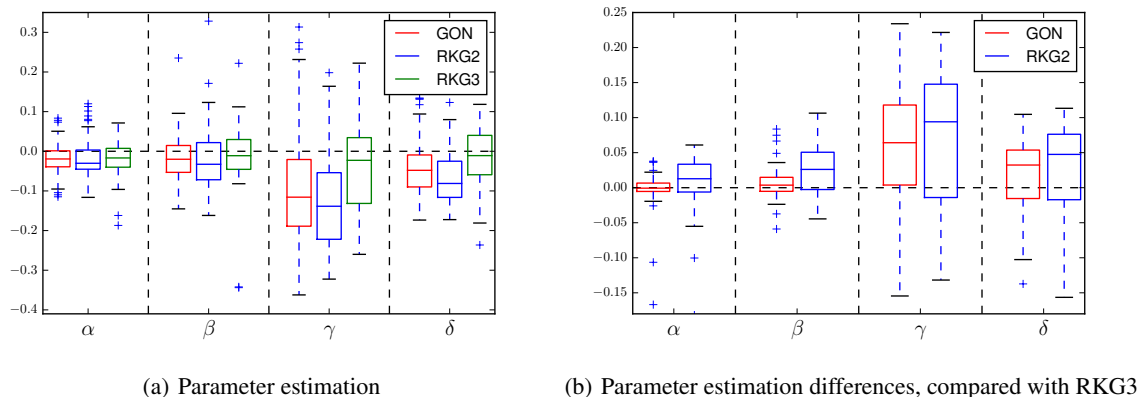 0.3
0.2
0.1
0.0
−0.1
−0.2
−0.3
−0.4
α
β
γ
δ
GON
RKG2
RKG3
(a) Parameter estimation
0.25
0.20
0.15
0.10
0.05
0.00
−0.05
−0.10
−0.15
α
β
γ
δ
GON
RKG2
(b) Parameter estimation differences, compared with RKG3